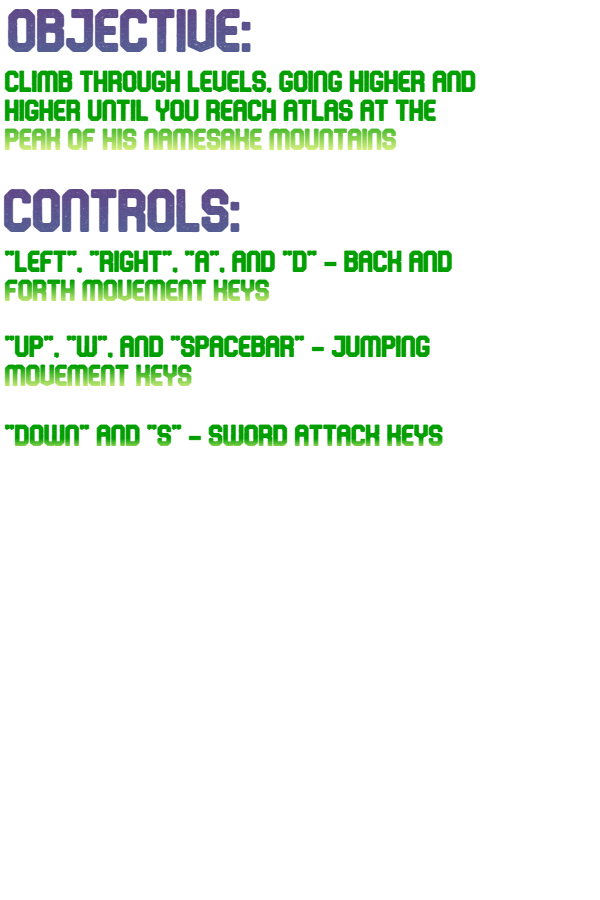 OBJECTIVE:
CLIMB THROUGH LEVELS, GOING HIGHER AND
HIGHER UNTIL YOU REACH ATLAS AT THE
PEAK OF HIS NAMESAKE MOUNTAINS
CONTROLS:
"LEFT", "RIGHT", "A", AND "D" - BACK AND
FORTH MOVEMENT KEYS
"UP", "W", AND "SPACEBAR" - JUMPING
MOVEMENT KEYS
"DOWN" AND "S" - SWORD ATTACK KEYS